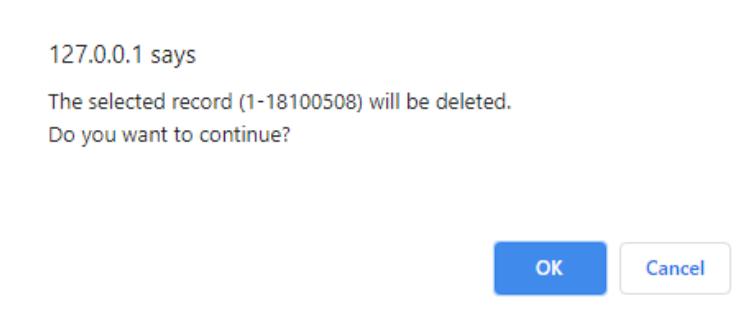 127.0.0.1 says
The selected record (1-18100508) will be deleted.
Do you want to continue?
OK
Cancel